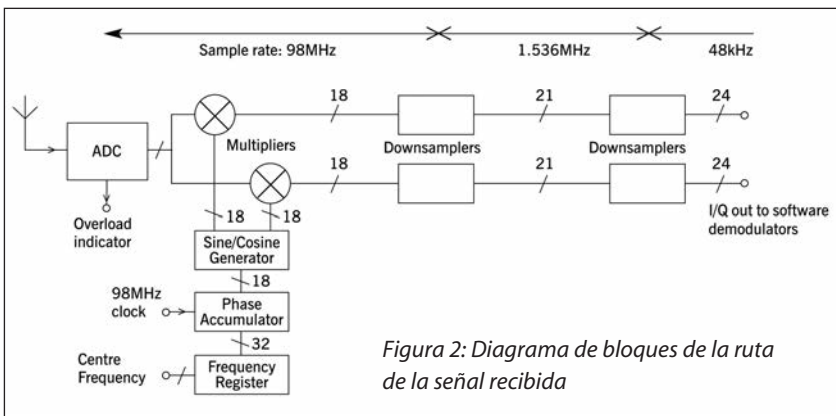 Sample rate: 98MHz
1.536MHz
48kHz
18
21
24
ADC
Multipliers
Downsamplers
Downsamplers
18
21
24
Overload
indicator
18
18
I/Q out to software
demodulators
Sine/Cosine
Generator
18
98MHz
clock
Phase
Accumulator
32
Centre
Frequency
Frequency
Register
Figura 2: Diagrama de bloques de la ruta
de la señal recibida